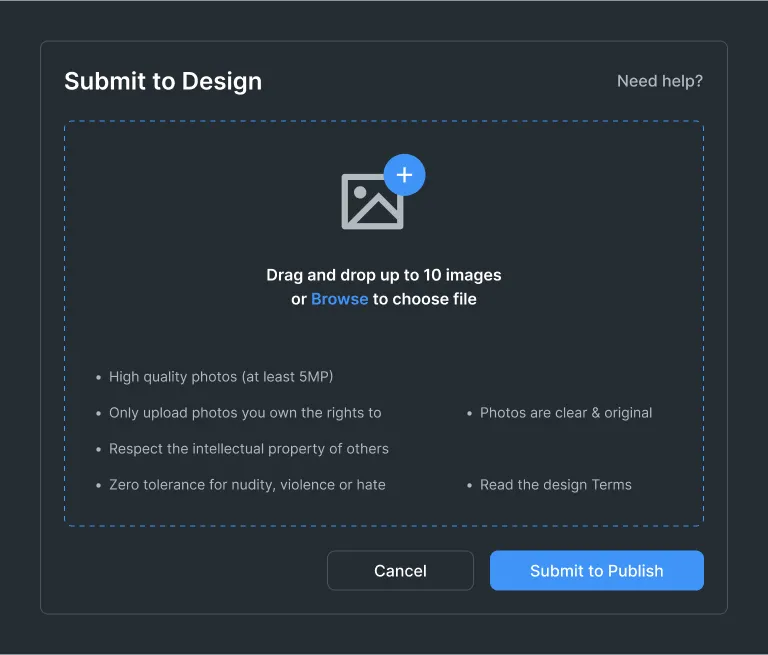 Submit to Design
Need help?
Drag and drop up to 10 images
or Browse to choose file
• High quality photos (at least 5MP)
• Only upload photos you own the rights to
• Photos are clear & original
• Respect the intellectual property of others
• Zero tolerance for nudity, violence or hate
• Read the design Terms
Cancel
Submit to Publish